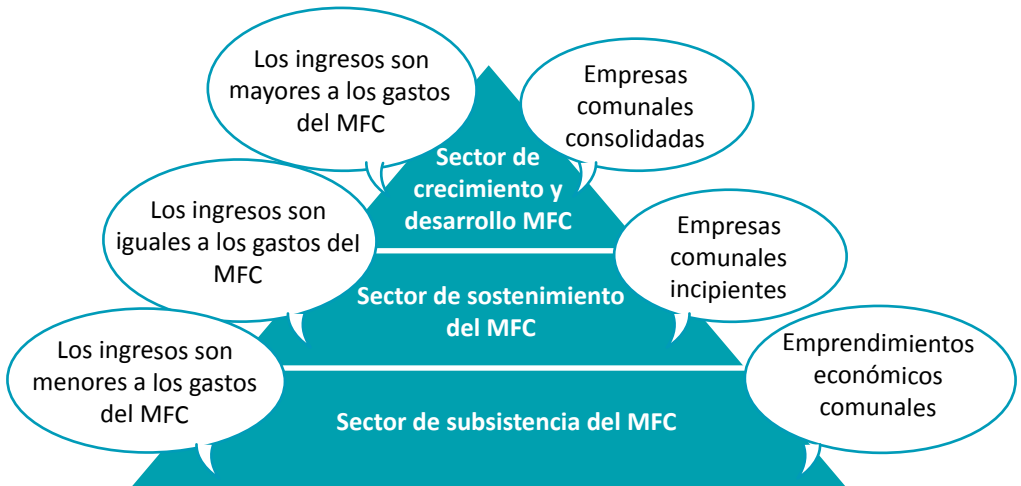 Los ingresos son
mayores a los gastos
del MFC
Empresas
comunales
consolidadas
Sector de
crecimiento y
desarrollo MFC
Los ingresos son
iguales a los gastos del
MFC
Empresas
comunales
incipientes
Sector de sostenimiento
del MFC
Los ingresos son
menores a los gastos
del MFC
Emprendimientos
económicos
comunales
Sector de subsistencia del MFC